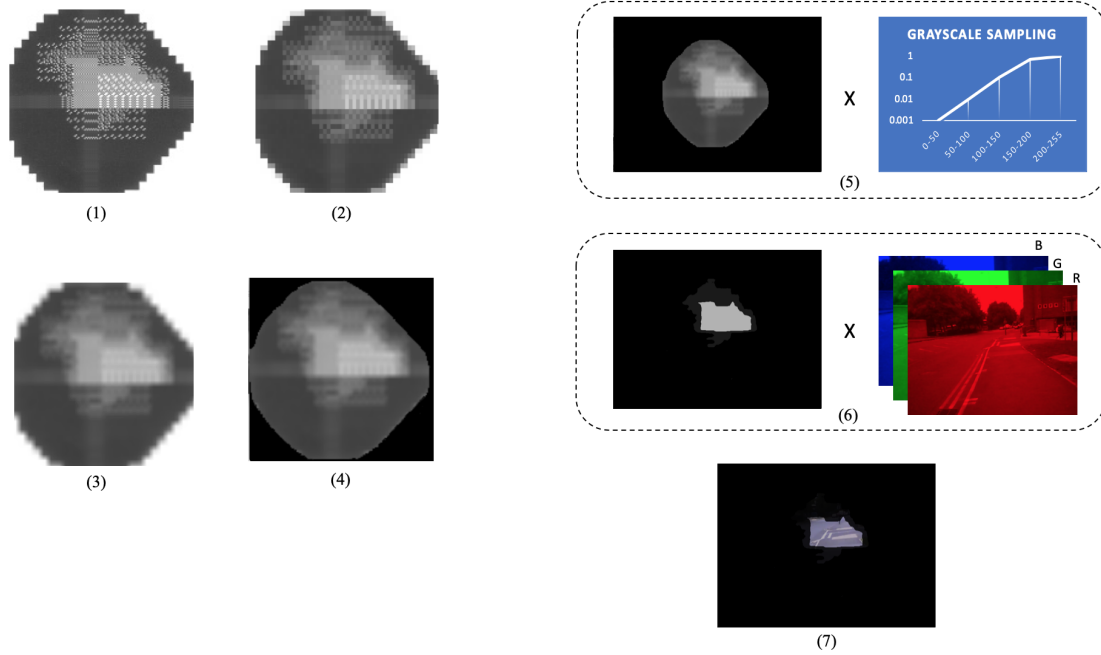 (1)
(2)
(3)
(4)
GRAYSCALE SAMPLING
1
0.1
0.01
0.001
0-50
50-100
100-150
150-200
200-255
X
(5)
B
G
R
X
(6)
(7)